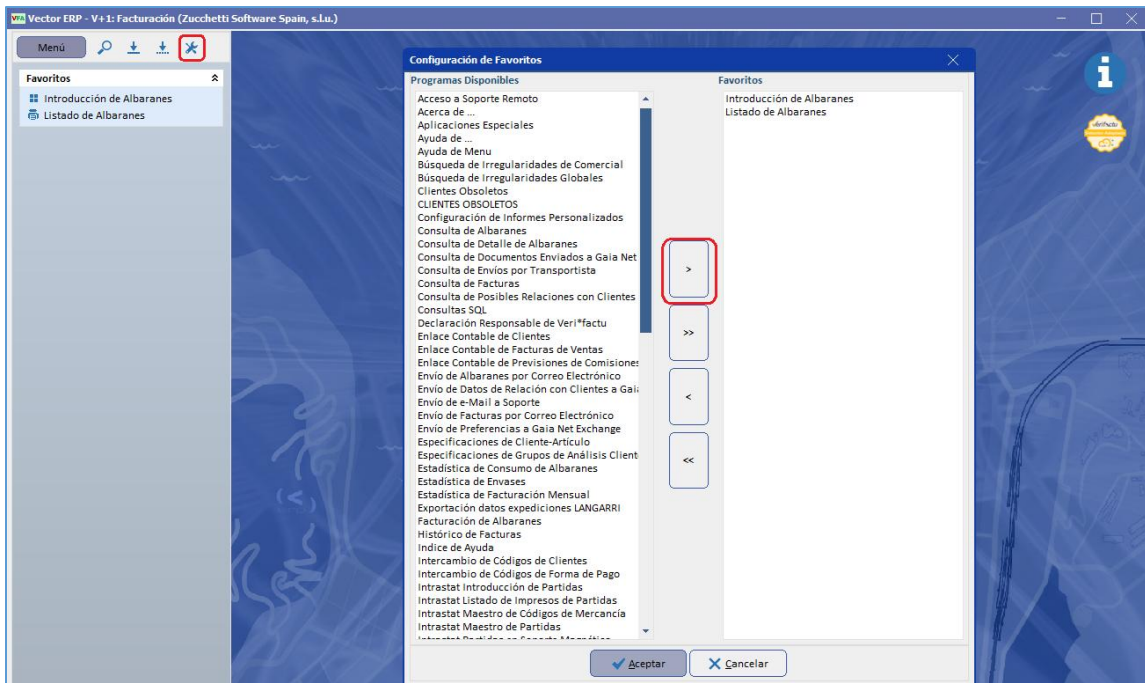 VFA Vector ERP - V+1: Facturación (Zucchetti Software Spain, s.l.u.)
Menú
Favoritos
Introducción de Albaranes
Listado de Albaranes
Configuración de Favoritos
Programas Disponibles
Acceso a Soporte Remoto
Acerca de ...
Aplicaciones Especiales
Ayuda de ...
Ayuda de Menu
Búsqueda de Irregularidades de Comercial
Búsqueda de Irregularidades Globales
Clientes Obsoletos
CLIENTES OBSOLETOS
Configuración de Informes Personalizados
Consulta de Albaranes
Consulta de Detalle de Albaranes
Consulta de Documentos Enviados a Gaia Net
Consulta de Envíos por Transportista
Consulta de Facturas
Consulta de Posibles Relaciones con Clientes
Consultas SQL
Declaración Responsable de Veri*factu
Enlace Contable de Clientes
Enlace Contable de Facturas de Ventas
Enlace Contable de Previsiones de Comisiones
Envío de Albaranes por Correo Electrónico
Envío de Datos de Relación con Clientes a Gaia
Envío de e-Mail a Soporte
Envío de Facturas por Correo Electrónico
Envío de Preferencias a Gaia Net Exchange
Especificaciones de Cliente-Artículo
Especificaciones de Grupos de Análisis Client
Estadística de Consumo de Albaranes
Estadística de Envases
Estadística de Facturación Mensual
Exportación datos expediciones LANGARRI
Facturación de Albaranes
Histórico de Facturas
Indice de Ayuda
Intercambio de Códigos de Clientes
Intercambio de Códigos de Forma de Pago
Intrastat Introducción de Partidas
Intrastat Listado de Impresos de Partidas
Intrastat Maestro de Códigos de Mercancía
Intrastat Maestro de Partidas
>
>>
<
<<
Favoritos
Introducción de Albaranes
Listado de Albaranes
Aceptar
Cancelar
i